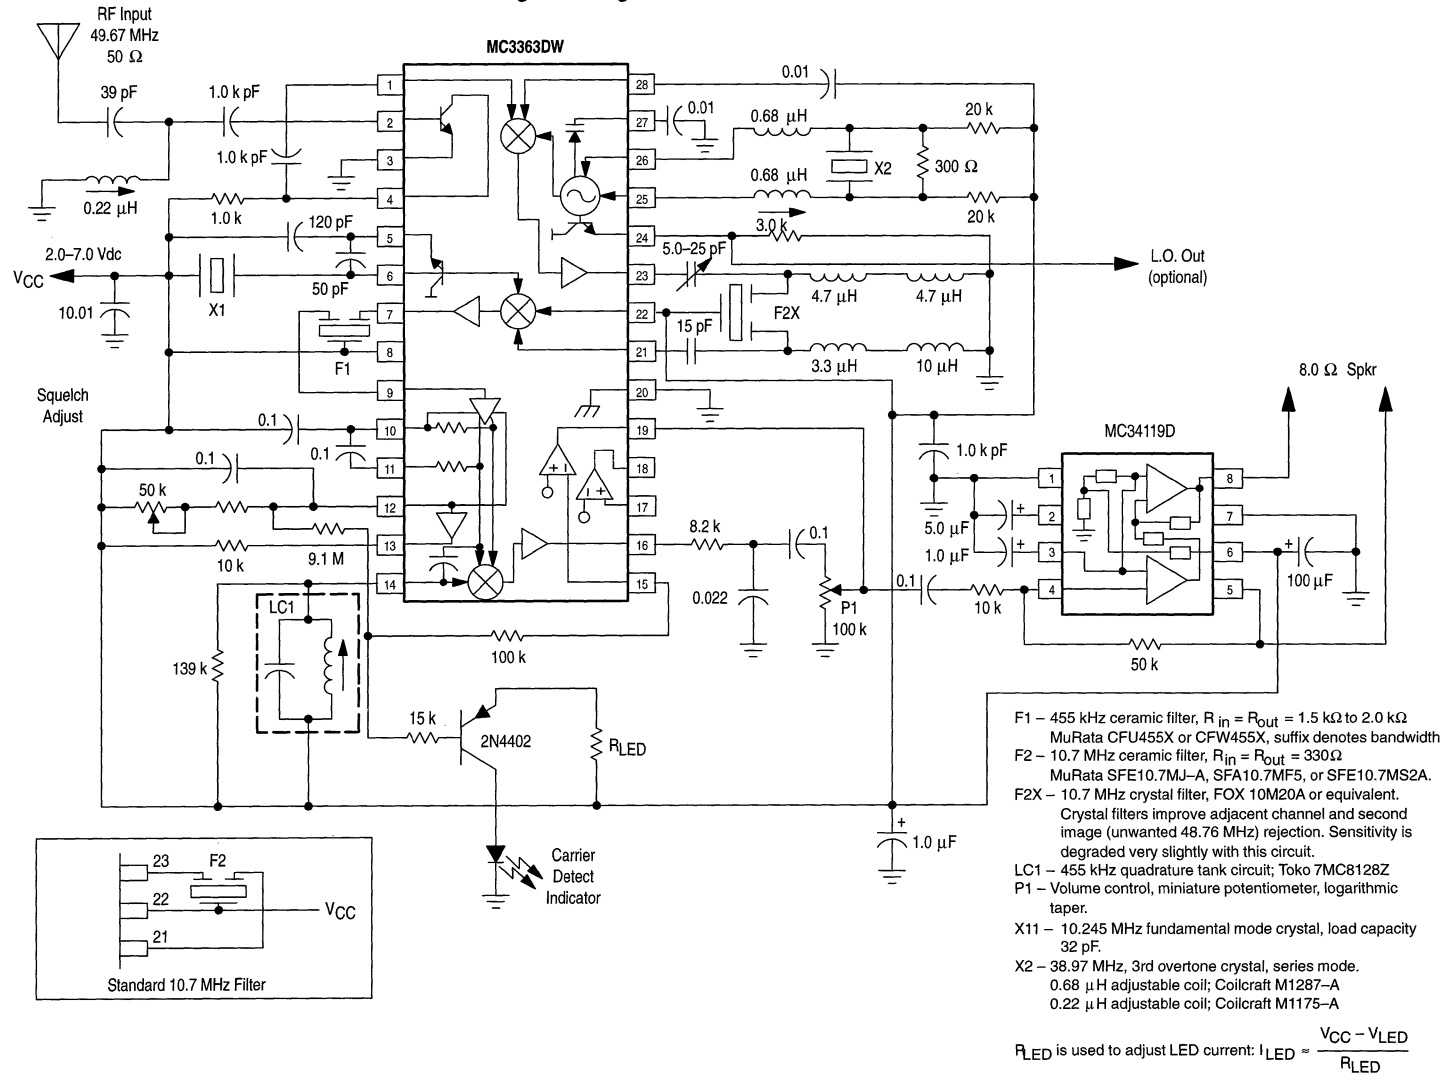 RF Input
49.67 MHz
50 Ω
MC3363DW
39 pF
1.0 k pF
1.0 k pF
0.22 μH
1.0 k
120 pF
2.0–7.0 Vdc
VCC
10.01
X1
50 pF
F1
Squelch
Adjust
0.1
0.1
0.1
50 k
9.1 M
10 k
LC1
139 k
100 k
15 k
2N4402
RLED
Carrier
Detect
Indicator
1
2
3
4
5
6
7
8
9
10
11
12
13
14
28
27
26
25
24
23
22
21
20
19
18
17
16
15
0.01
0.01
0.68 μH
20 k
X2
300 Ω
0.68 μH
20 k
3.0 k
5.0–25 pF
L.O. Out
(optional)
4.7 μH
4.7 μH
F2X
15 pF
3.3 μH
10 μH
8.0 Ω Spkr
MC34119D
1.0 k pF
1
2
3
4
8
7
6
5
5.0 μF
+
1.0 μF
+
+
100 μF
8.2 k
0.1
0.022
P1
100 k
0.1
10 k
50 k
+
1.0 μF
23
F2
22
VCC
21
Standard 10.7 MHz Filter
F1 – 455 kHz ceramic filter, R in = Rout = 1.5 kΩ to 2.0 kΩ
MuRata CFU455X or CFW455X, suffix denotes bandwidth
F2 – 10.7 MHz ceramic filter, Rin = Rout = 330Ω
MuRata SFE10.7MJ–A, SFA10.7MF5, or SFE10.7MS2A.
F2X – 10.7 MHz crystal filter, FOX 10M20A or equivalent.
Crystal filters improve adjacent channel and second
image (unwanted 48.76 MHz) rejection. Sensitivity is
degraded very slightly with this circuit.
LC1 – 455 kHz quadrature tank circuit; Toko 7MC8128Z
P1 – Volume control, miniature potentiometer, logarithmic
taper.
X11 – 10.245 MHz fundamental mode crystal, load capacity
32 pF.
X2 – 38.97 MHz, 3rd overtone crystal, series mode.
0.68 μH adjustable coil; Coilcraft M1287–A
0.22 μH adjustable coil; Coilcraft M1175–A
RLED is used to adjust LED current: I LED ≈ VCC – VLED
RLED